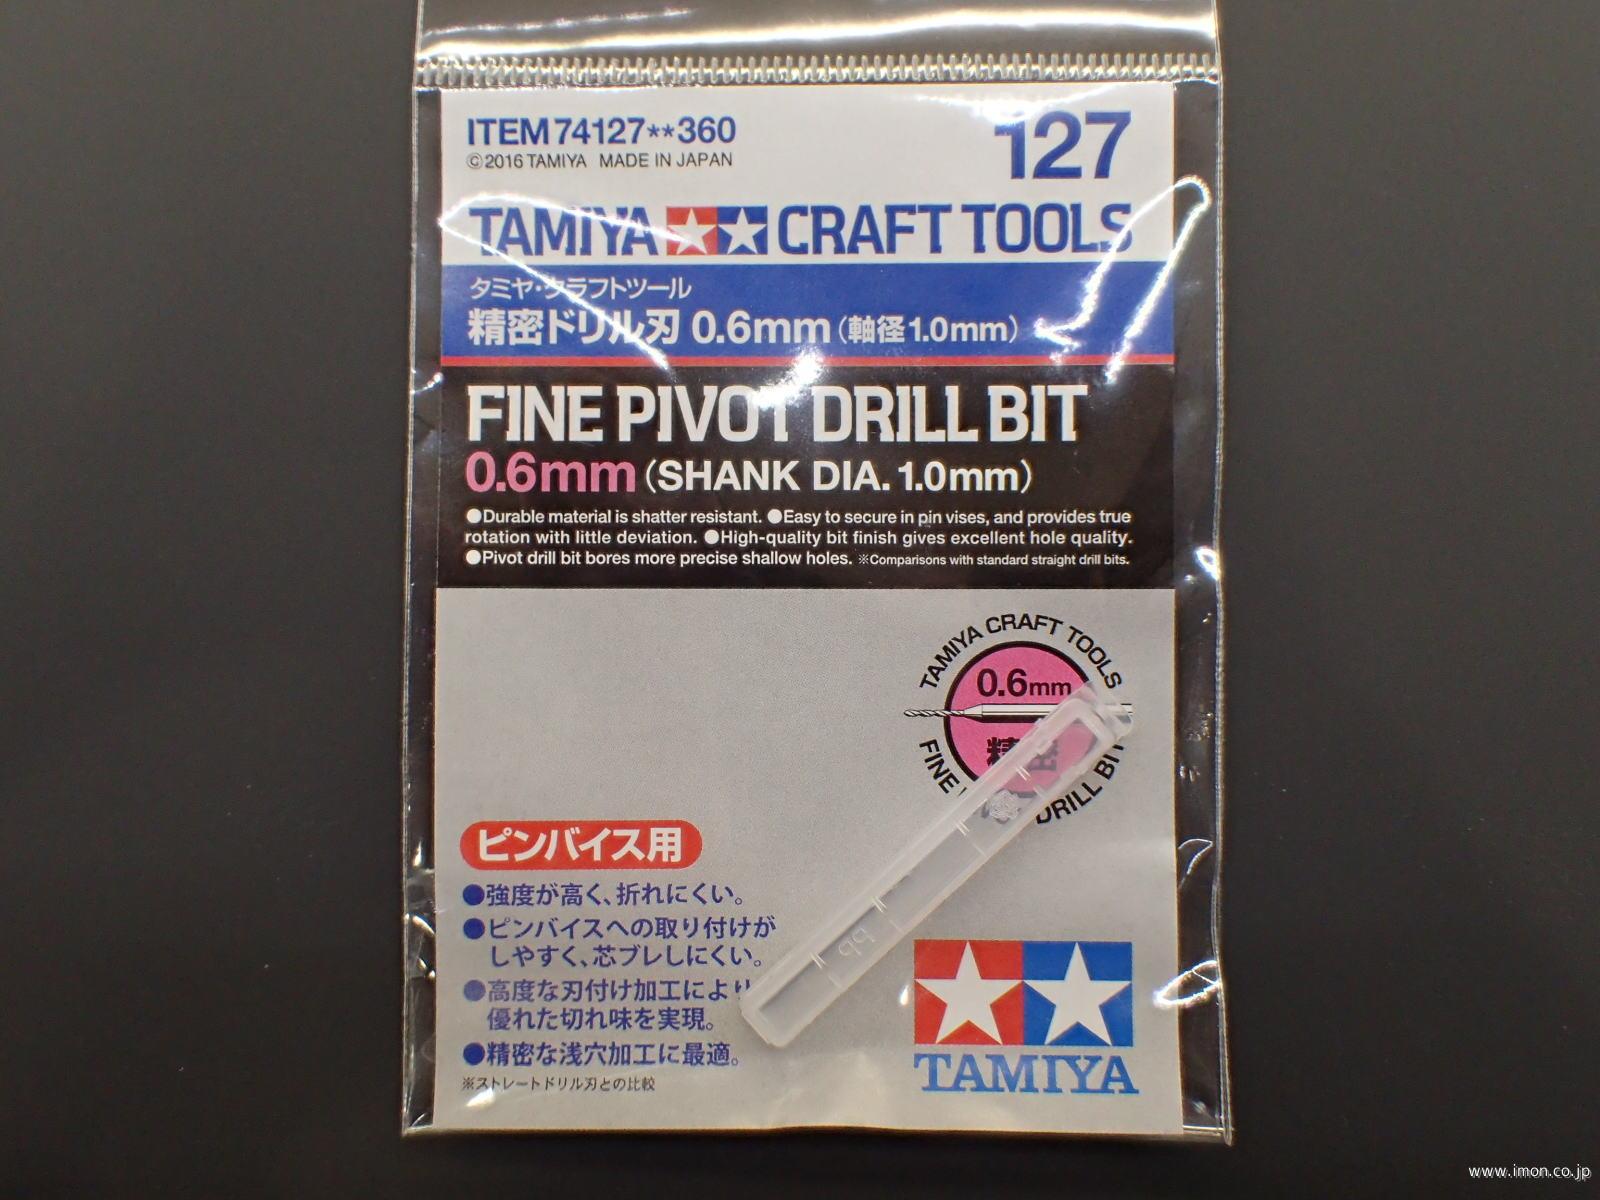 ITEM 74127**360
127
©2016 TAMIYA MADE IN JAPAN
TAMIYA CRAFT TOOLS
タミヤ・クラフトツール
精密ドリル刃 0.6mm(軸径1.0mm)
FINE PIVOT DRILL BIT
0.6mm (SHANK DIA. 1.0mm)
●Durable material is shatter resistant. ●Easy to secure in pin vises, and provides true
rotation with little deviation. ●High-quality bit finish gives excellent hole quality.
●Pivot drill bit bores more precise shallow holes. ※Comparisons with standard straight drill bits.
TAMIYA CRAFT TOOLS
0.6mm
精密
FINE DRILL BIT
ピンバイス用
●強度が高く、折れにくい。
●ピンバイスへの取り付けが
しやすく、芯ブレしにくい。
●高度な刃付け加工により
優れた切れ味を実現。
●精密な浅穴加工に最適。
※ストレートドリル刃との比較
TAMIYA
www.imon.co.jp